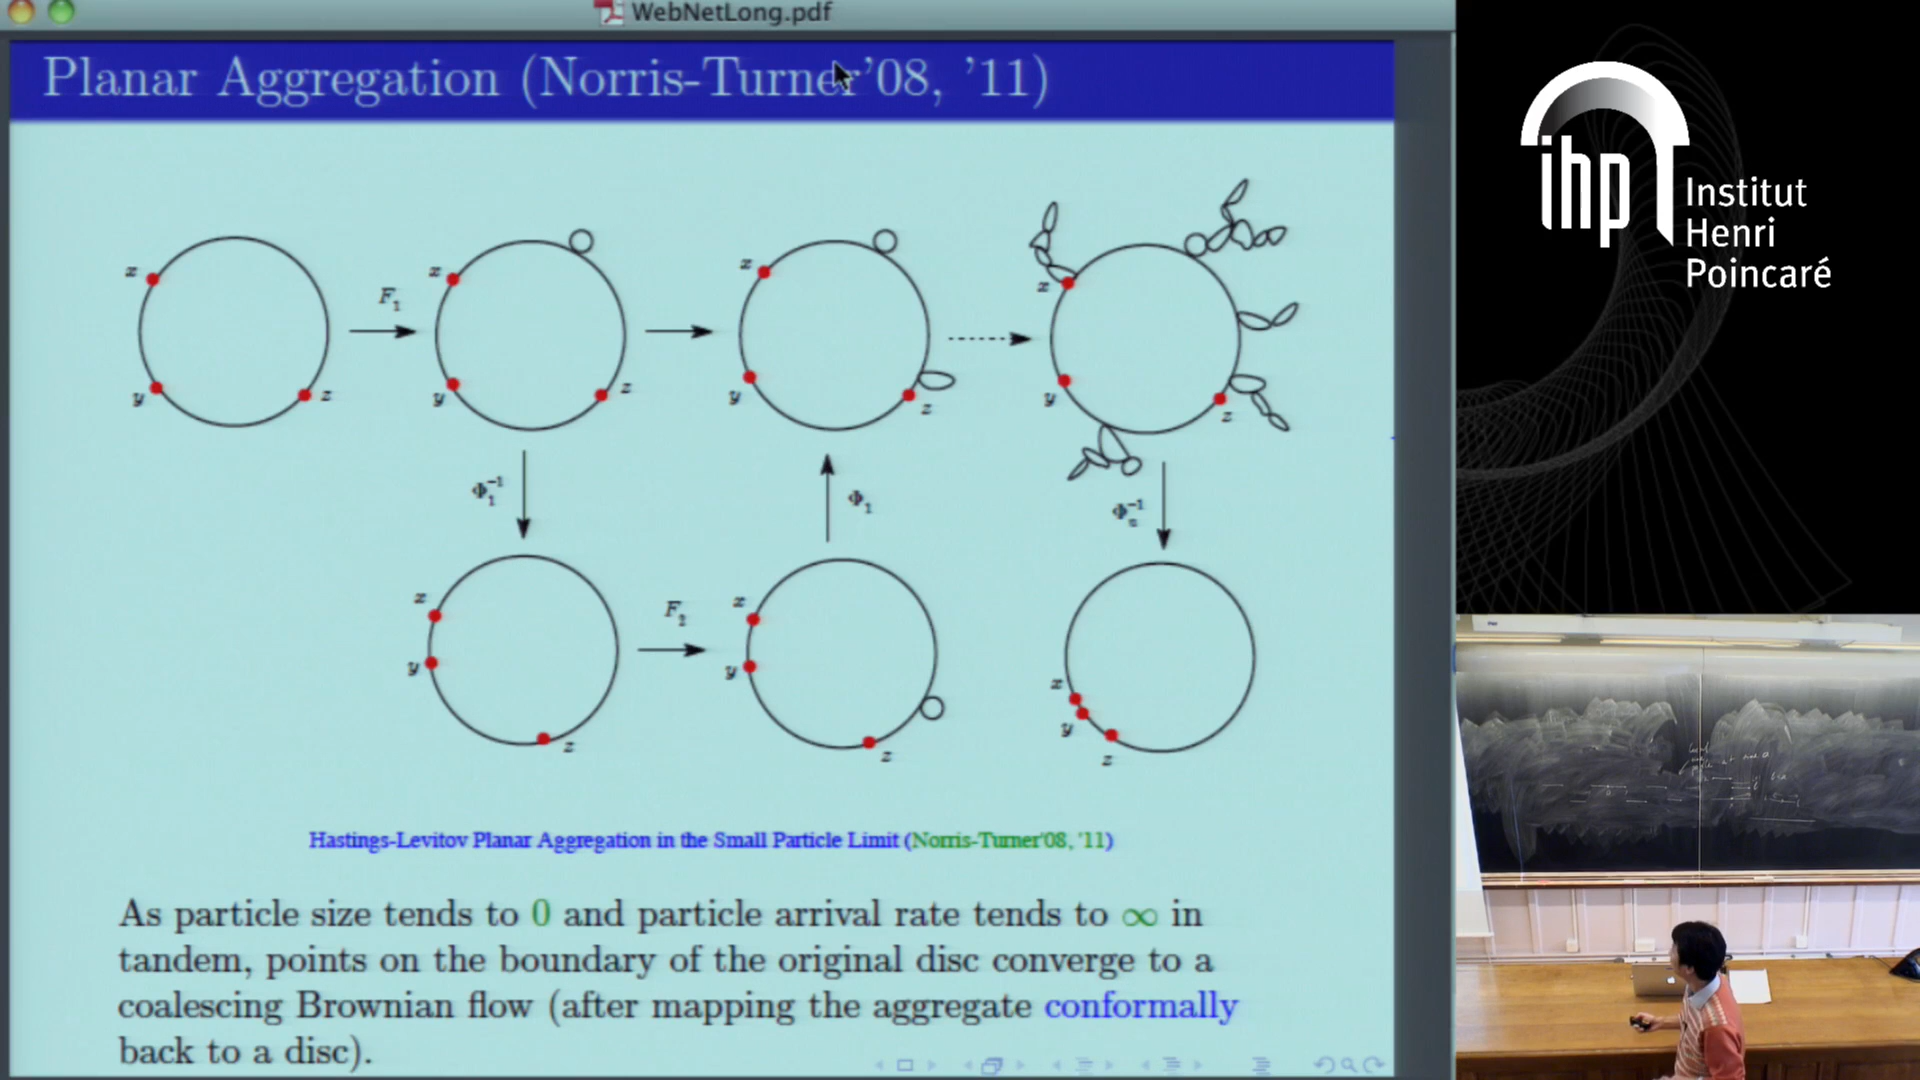 WebNetLong.pdf
Planar Aggregation (Norris-Turner'08, '11)
x
y
z
F1
x
y
z
x
y
z
x
y
z
Φ1^-1
Φ1
Φn^-1
x
y
z
F2
x
y
z
x
y
z
Hastings-Levitov Planar Aggregation in the Small Particle Limit (Norris-Turner'08, '11)
As particle size tends to 0 and particle arrival rate tends to ∞ in
tandem, points on the boundary of the original disc converge to a
coalescing Brownian flow (after mapping the aggregate conformally
back to a disc).
ihp
Institut
Henri
Poincaré